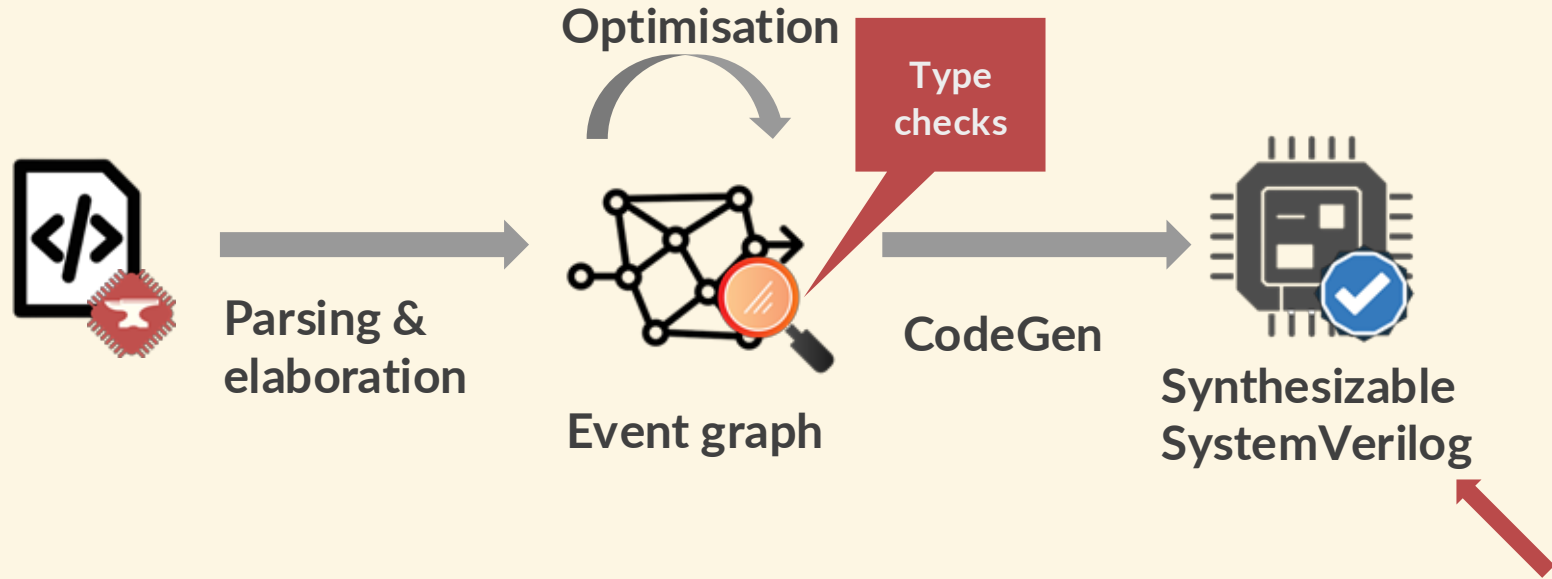 Optimisation
Type
checks
</>
Parsing &
elaboration
Event graph
CodeGen
Synthesizable
SystemVerilog